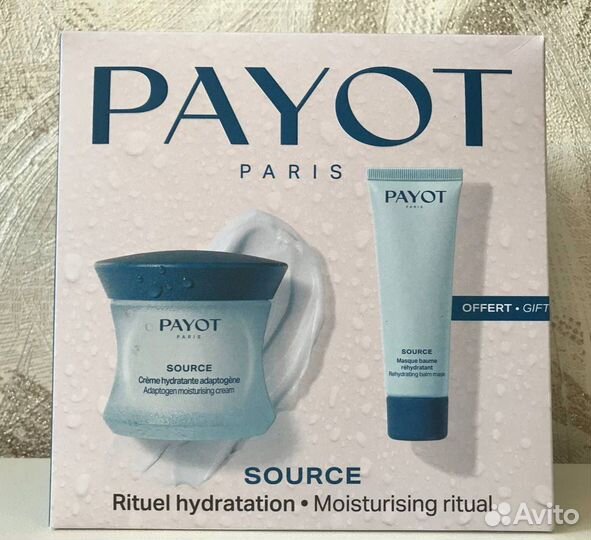 PAYOT
PARIS
PAYOT
PARIS
OFFERT • GIFT
PAYOT
PARIS
SOURCE
Masque baume
réhydratant
Rehydrating balm mask
SOURCE
Crème hydratante adaptogène
Adaptogen moisturising cream
SOURCE
Rituel hydratation • Moisturising ritual
Avito